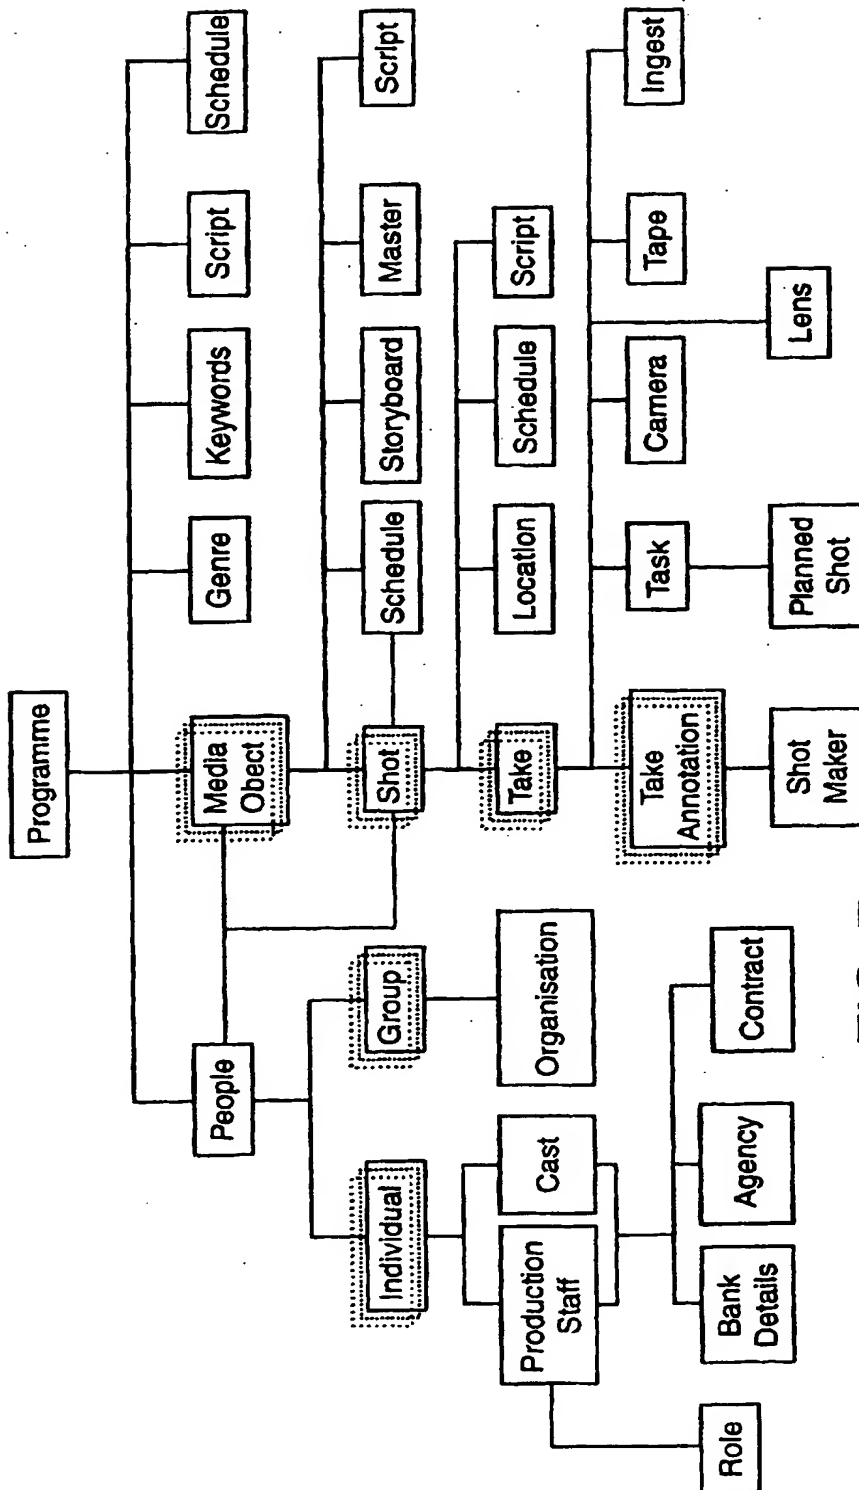 Programme
People
Media
Obect
Genre
Keywords
Script
Schedule
Individual
Group
Shot
Schedule
Storyboard
Master
Script
Production
Staff
Cast
Organisation
Take
Location
Schedule
Script
Take
Annotation
Task
Camera
Tape
Ingest
Role
Bank
Details
Agency
Contract
Shot
Maker
Planned
Shot
Lens